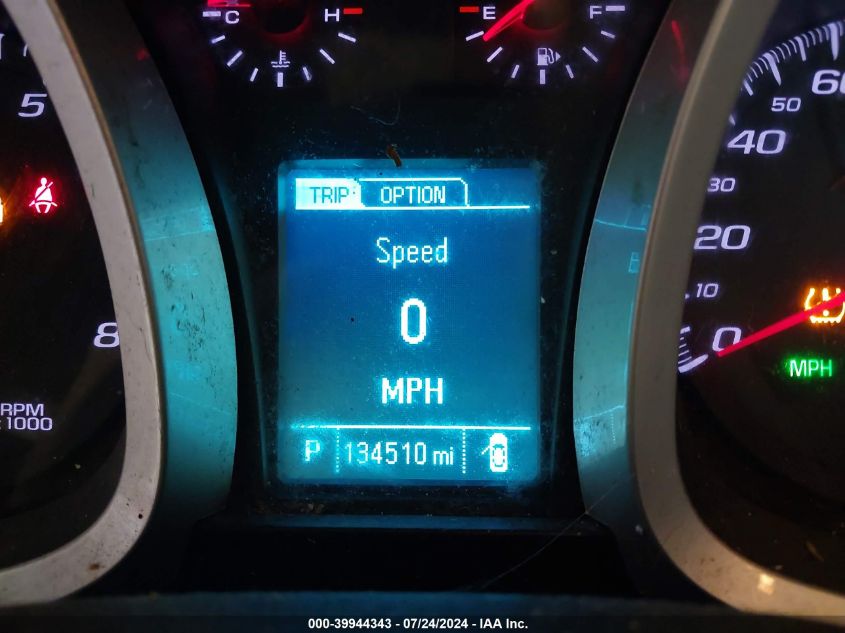 C H
E F
5
8
RPM
x1000
TRIP OPTION
Speed
0
MPH
P 134510 mi
60
50
40
30
20
10
0
MPH
000-39944343 - 07/24/2024 - IAA Inc.